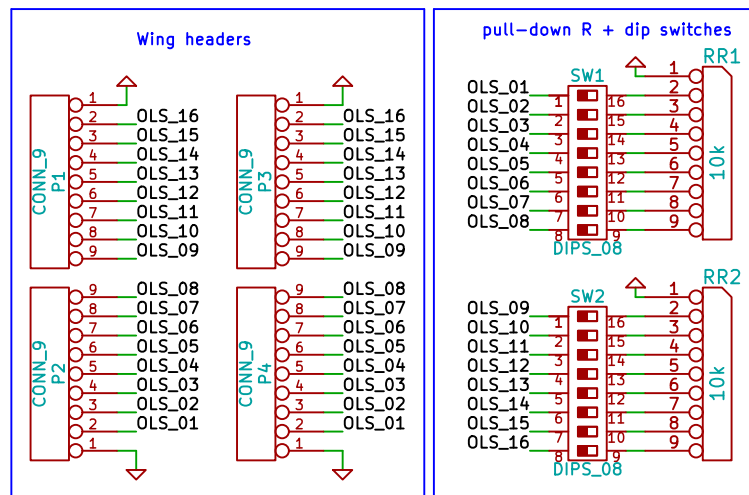 Wing headers
CONN_9
P1
1
2 OLS_16
3 OLS_15
4 OLS_14
5 OLS_13
6 OLS_12
7 OLS_11
8 OLS_10
9 OLS_09
CONN_9
P3
1
2 OLS_16
3 OLS_15
4 OLS_14
5 OLS_13
6 OLS_12
7 OLS_11
8 OLS_10
9 OLS_09
CONN_9
P2
9 OLS_08
8 OLS_07
7 OLS_06
6 OLS_05
5 OLS_04
4 OLS_03
3 OLS_02
2 OLS_01
1
CONN_9
P4
9 OLS_08
8 OLS_07
7 OLS_06
6 OLS_05
5 OLS_04
4 OLS_03
3 OLS_02
2 OLS_01
1
pull-down R + dip switches
SW1
RR1
1
OLS_01 1 16 2
OLS_02 2 15 3
OLS_03 3 14 4
OLS_04 4 13 5
OLS_05 5 12 6
OLS_06 6 11 7
OLS_07 7 10 8
OLS_08 8 9 9
10k
DIPS_08
SW2
RR2
1
OLS_09 1 16 2
OLS_10 2 15 3
OLS_11 3 14 4
OLS_12 4 13 5
OLS_13 5 12 6
OLS_14 6 11 7
OLS_15 7 10 8
OLS_16 8 9 9
10k
DIPS_08